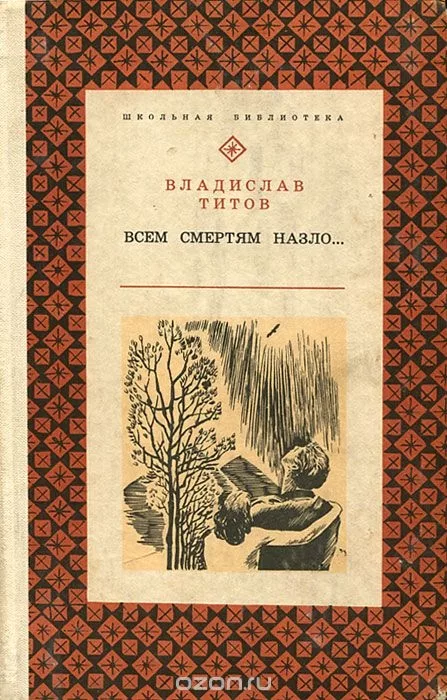 ШКОЛЬНАЯ БИБЛИОТЕКА
ВЛАДИСЛАВ
ТИТОВ
ВСЕМ СМЕРТЯМ НАЗЛО...
ozon.ru